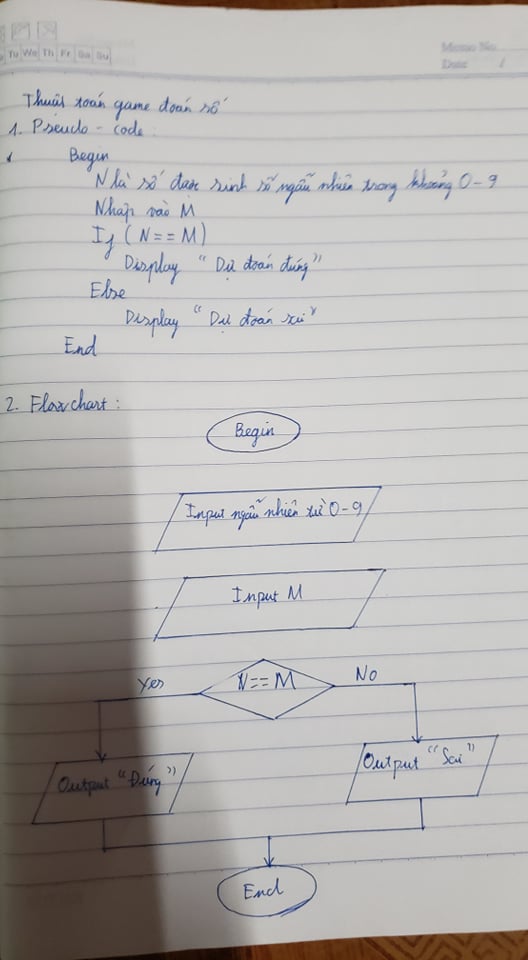 Tu We Th Fr Sa Su
Memo No.
Date /
Thuật toán game đoán số
1. Pseudo - code :
Begin
N là số được sinh số ngẫu nhiên trong khoảng 0 - 9
Nhập vào M
If ( N == M )
Display " Dự đoán đúng "
Else
Display " Dự đoán sai "
End
2. Flowchart :
Begin
Input ngẫu nhiên từ 0 - 9
Input M
Yes N == M No
Output "Đúng"
Output "Sai"
End